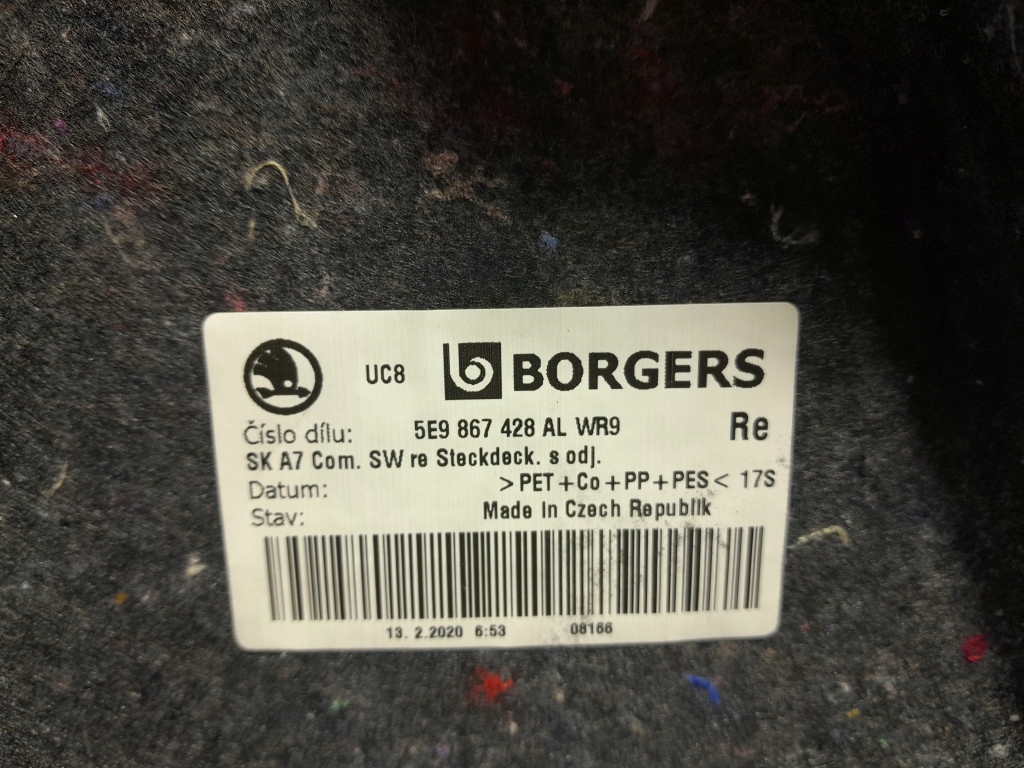 UC8 BORGERS
Číslo dílu: 5E9 867 428 AL WR9 Re
SK A7 Com. SW re Steckdeck. s odj.
Datum: >PET+Co+PP+PES< 17S
Stav: Made In Czech Republik
13. 2.2020 6:53 08166